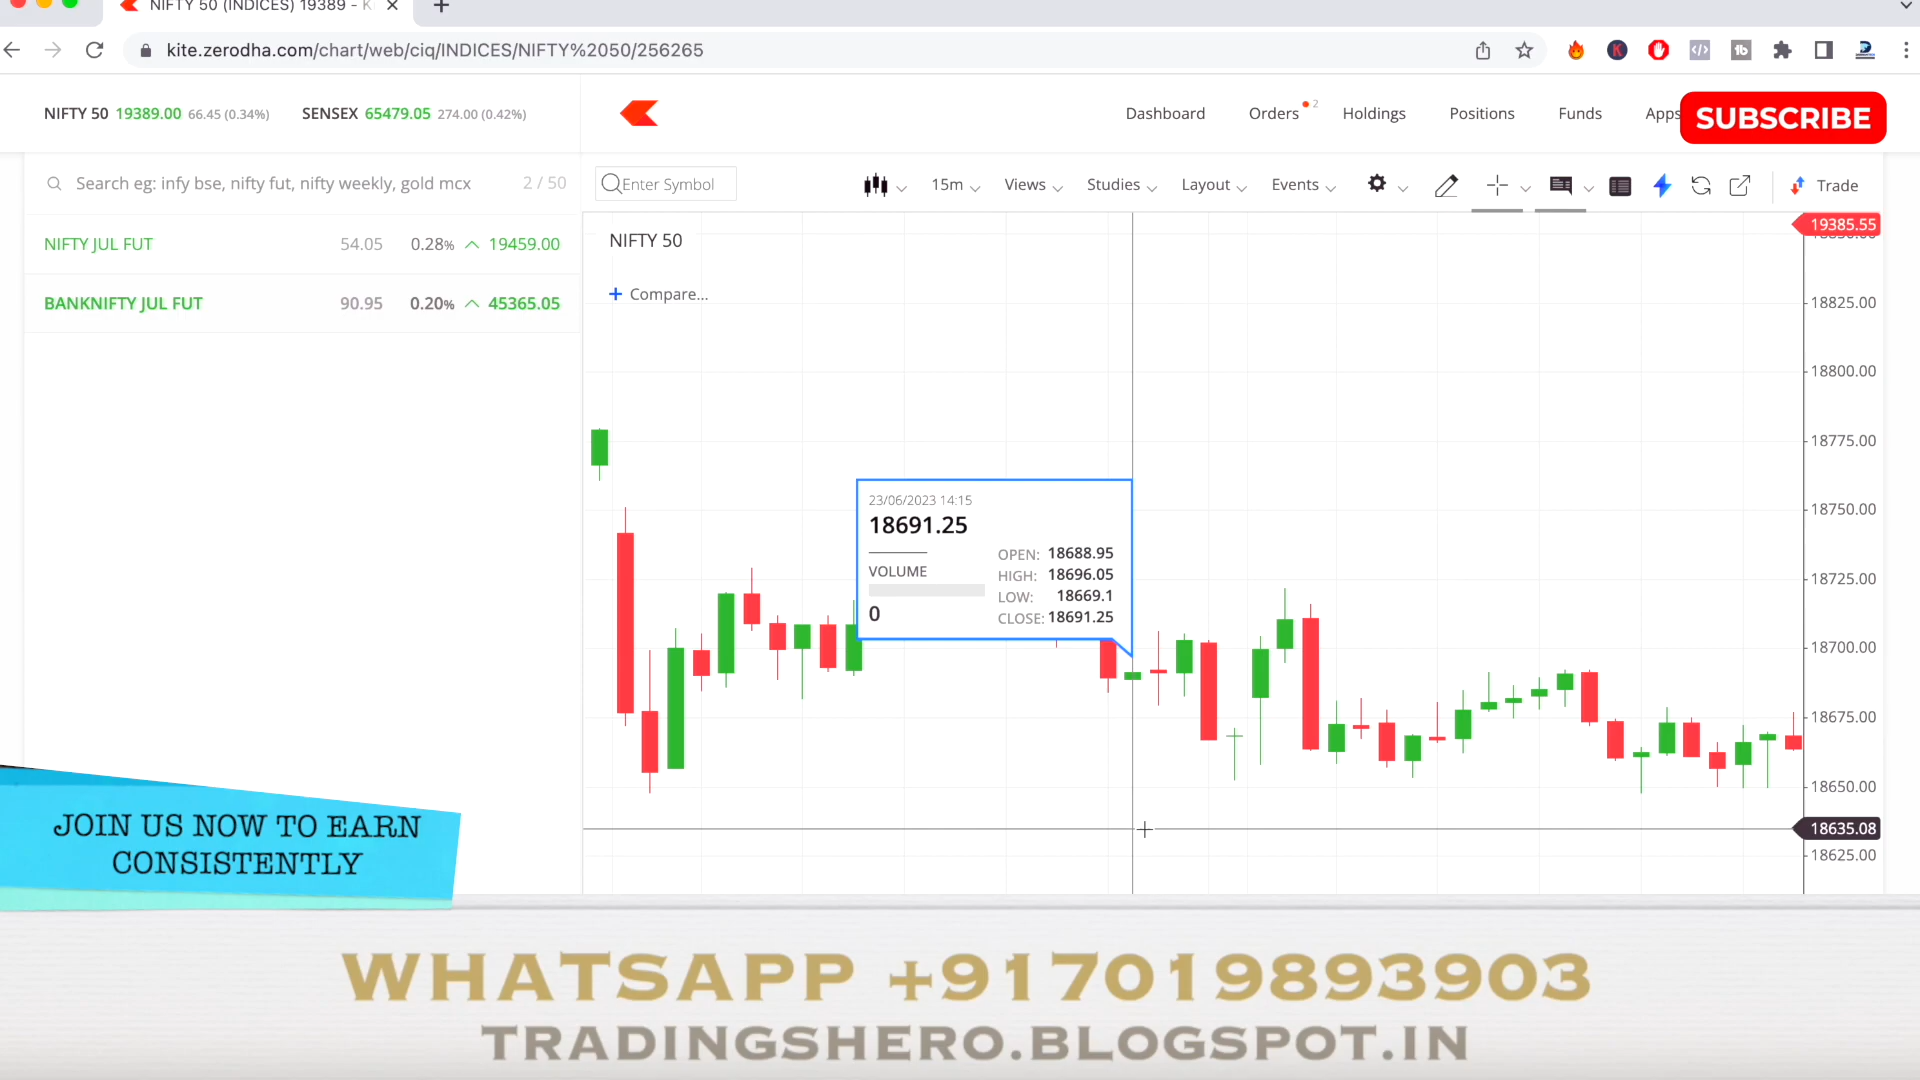 NIFTY 50 (INDICES) 19389 - K
kite.zerodha.com/chart/web/ciq/INDICES/NIFTY%2050/256265
NIFTY 50 19389.00 66.45 (0.34%) SENSEX 65479.05 274.00 (0.42%)
Dashboard Orders 2 Holdings Positions Funds Apps
SUBSCRIBE
Search eg: infy bse, nifty fut, nifty weekly, gold mcx 2 / 50
Enter Symbol 15m Views Studies Layout Events Trade
NIFTY JUL FUT 54.05 0.28% 19459.00
BANKNIFTY JUL FUT 90.95 0.20% 45365.05
NIFTY 50
+ Compare...
19385.55
18825.00
18800.00
18775.00
18750.00
18725.00
18700.00
18675.00
18650.00
18635.08
18625.00
23/06/2023 14:15
18691.25
VOLUME
0
OPEN: 18688.95
HIGH: 18696.05
LOW: 18669.1
CLOSE: 18691.25
JOIN US NOW TO EARN
CONSISTENTLY
WHATSAPP +917019893903
TRADINGSHERO.BLOGSPOT.IN